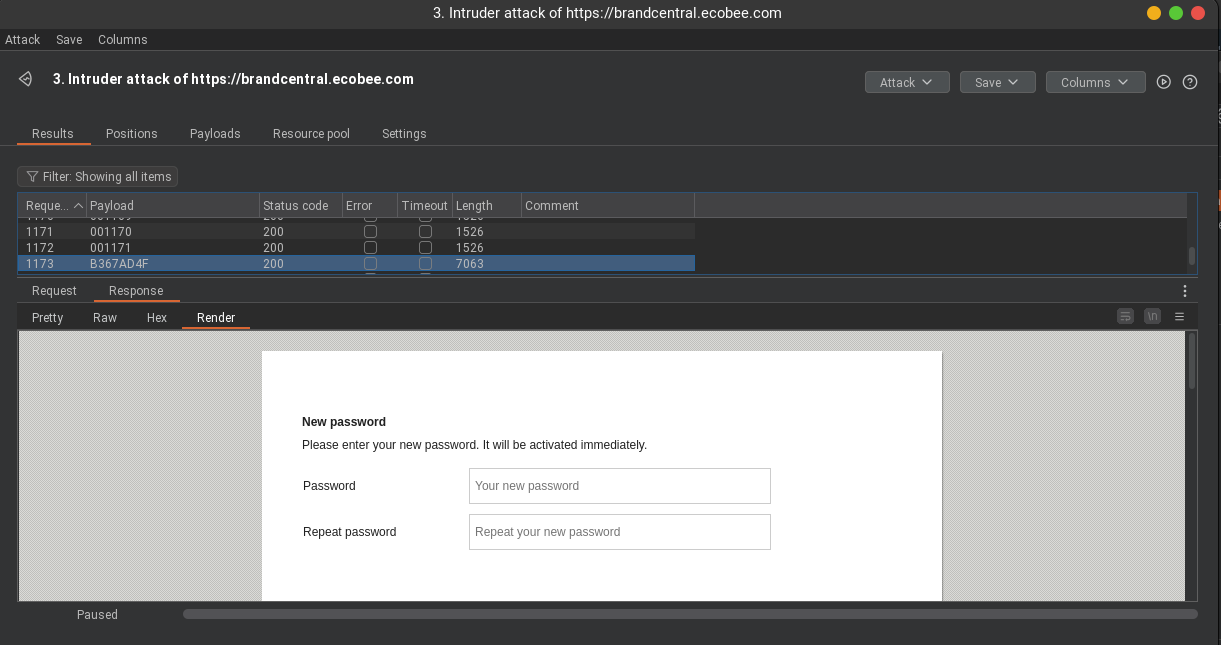 3. Intruder attack of https://brandcentral.ecobee.com
Attack Save Columns
3. Intruder attack of https://brandcentral.ecobee.com
Attack Save Columns
Results Positions Payloads Resource pool Settings
Filter: Showing all items
Reque... Payload Status code Error Timeout Length Comment
1171 001170 200 1526
1172 001171 200 1526
1173 B367AD4F 200 7063
Request Response
Pretty Raw Hex Render
\n
New password
Please enter your new password. It will be activated immediately.
Password Your new password
Repeat password Repeat your new password
Paused